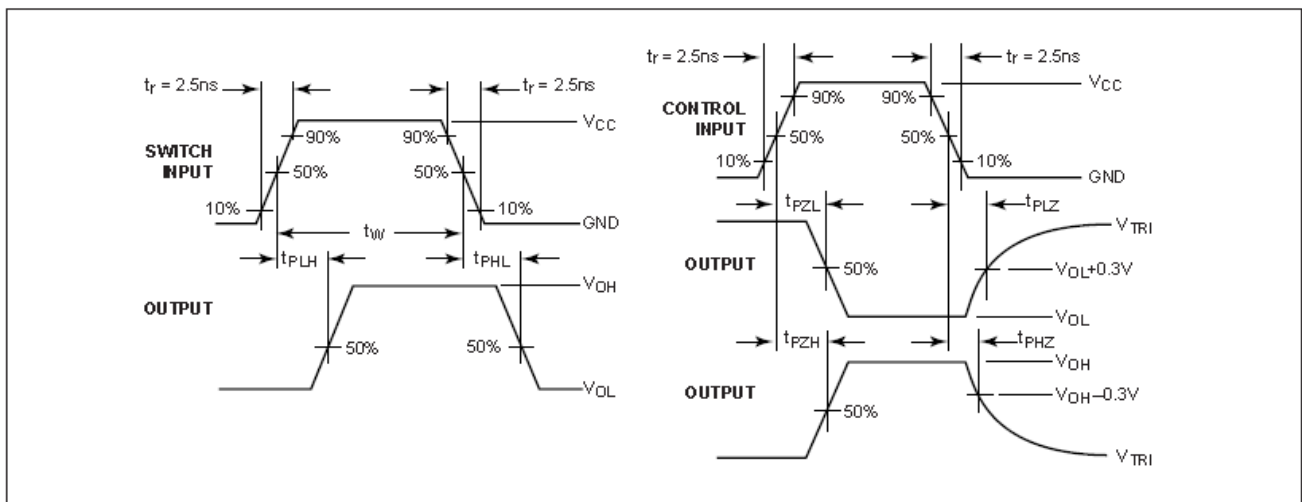 tr = 2.5ns
tr = 2.5ns
VCC
90%
90%
SWITCH
INPUT
50%
50%
10%
10%
GND
tW
tPLH
tPHL
VOH
OUTPUT
50%
50%
VOL
tr = 2.5ns
tr = 2.5ns
VCC
90%
90%
CONTROL
INPUT
50%
50%
10%
10%
GND
tPZL
tPLZ
VTRI
OUTPUT
50%
VOL+0.3V
VOL
tPZH
tPHZ
VOH
VOH–0.3V
OUTPUT
50%
VTRI